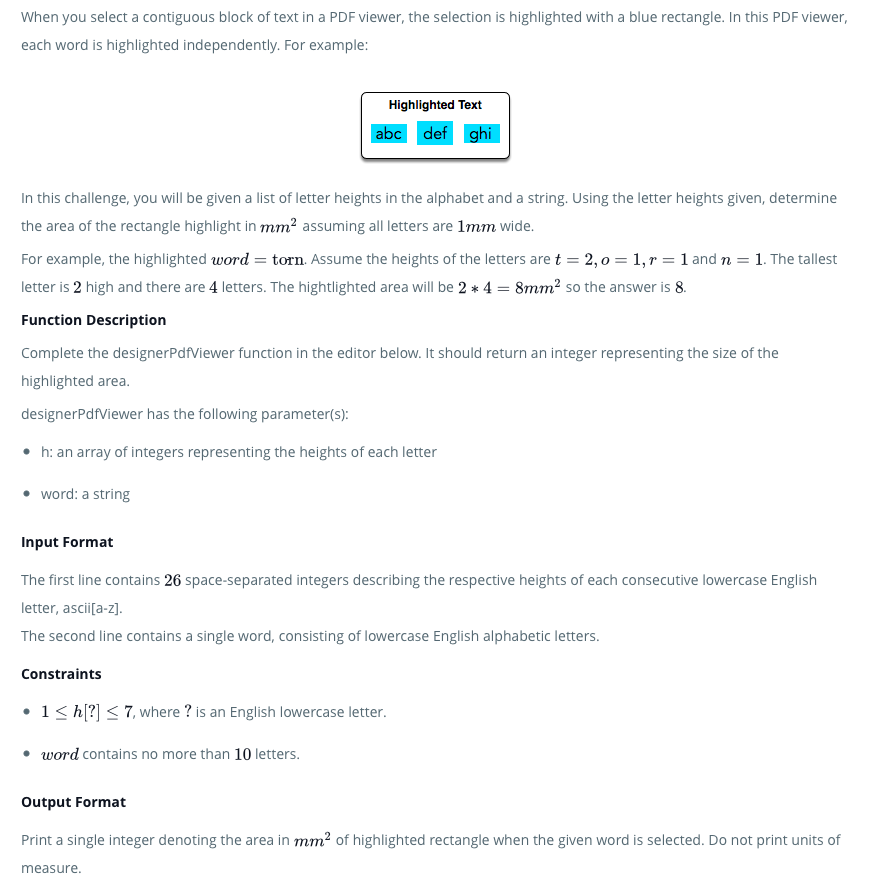 When you select a contiguous block of text in a PDF viewer, the selection is highlighted with a blue rectangle. In this PDF viewer,
each word is highlighted independently. For example:
Highlighted Text
abc def ghi
In this challenge, you will be given a list of letter heights in the alphabet and a string. Using the letter heights given, determine
the area of the rectangle highlight in mm² assuming all letters are 1mm wide.
For example, the highlighted word = torn. Assume the heights of the letters are t = 2, o = 1, r = 1 and n = 1. The tallest
letter is 2 high and there are 4 letters. The hightlighted area will be 2 * 4 = 8mm² so the answer is 8.
Function Description
Complete the designerPdfViewer function in the editor below. It should return an integer representing the size of the
highlighted area.
designerPdfViewer has the following parameter(s):
• h: an array of integers representing the heights of each letter
• word: a string
Input Format
The first line contains 26 space-separated integers describing the respective heights of each consecutive lowercase English
letter, ascii[a-z].
The second line contains a single word, consisting of lowercase English alphabetic letters.
Constraints
• 1 ≤ h[?] ≤ 7, where ? is an English lowercase letter.
• word contains no more than 10 letters.
Output Format
Print a single integer denoting the area in mm² of highlighted rectangle when the given word is selected. Do not print units of
measure.